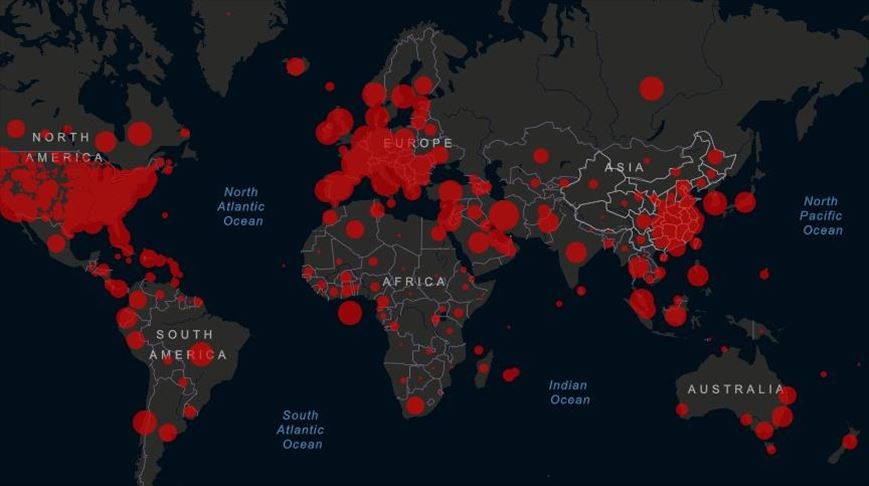 NORTH
AMERICA
EUROPE
ASIA
North
Atlantic
Ocean
North
Pacific
Ocean
AFRICA
SOUTH
AMERICA
Indian
Ocean
AUSTRALIA
South
Atlantic
Ocean